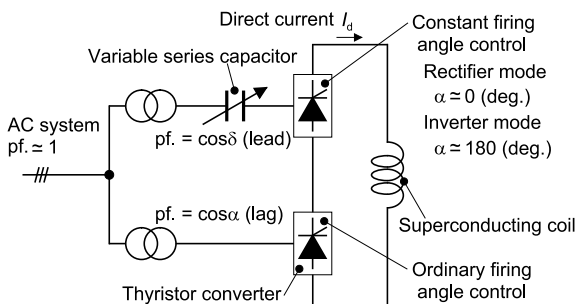 Direct current Id
Variable series capacitor
Constant firing
angle control
Rectifier mode
α≃0 (deg.)
Inverter mode
α≃180 (deg.)
AC system
pf.≃1
pf. = cosδ (lead)
pf. = cosα (lag)
Superconducting coil
Thyristor converter
Ordinary firing
angle control